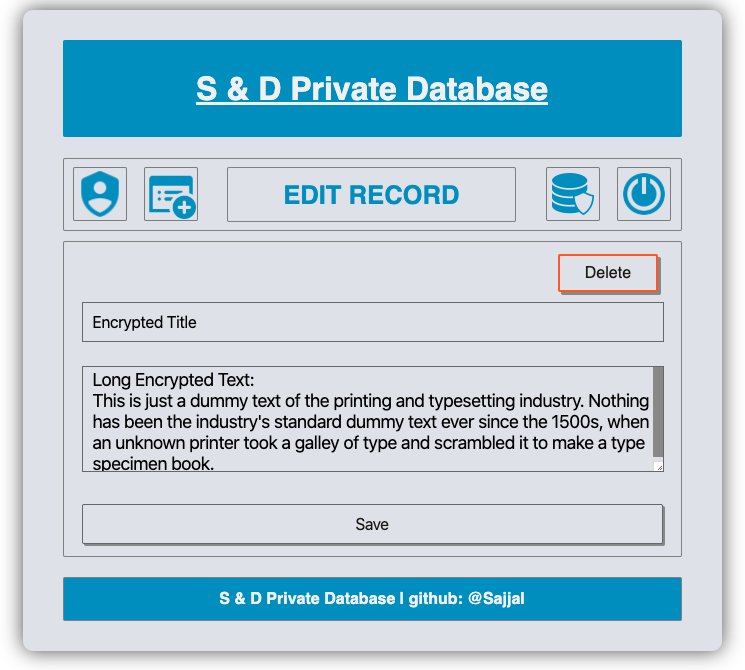 S & D Private Database
EDIT RECORD
Delete
Encrypted Title
Long Encrypted Text:
This is just a dummy text of the printing and typesetting industry. Nothing
has been the industry's standard dummy text ever since the 1500s, when
an unknown printer took a galley of type and scrambled it to make a type
specimen book.
Save
S & D Private Database | github: @Sajjal